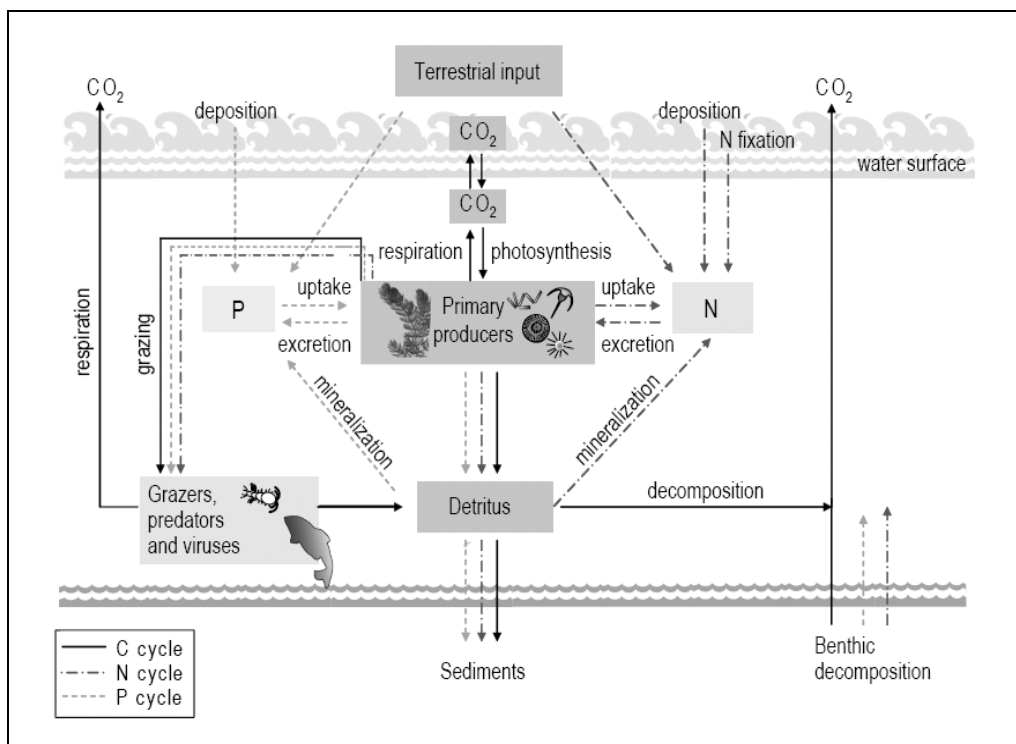 Terrestrial input
CO2
CO2
deposition
deposition
CO2
N fixation
water surface
CO2
respiration
photosynthesis
uptake
uptake
P
Primary
producers
N
excretion
excretion
respiration
grazing
mineralization
mineralization
Grazers,
predators
and viruses
Detritus
decomposition
C cycle
N cycle
P cycle
Sediments
Benthic
decomposition